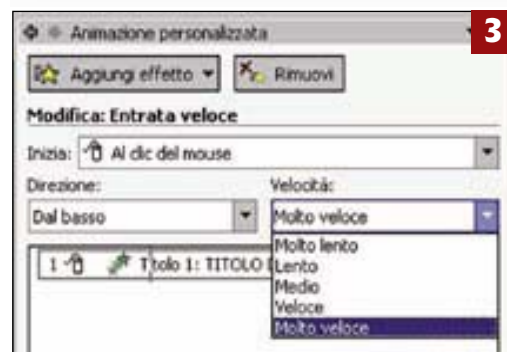 Animazione personalizzata
3
Aggiungi effetto Rimuovi
Modifica: Entrata veloce
Inizia: Al clic del mouse
Direzione: Velocità:
Dal basso Molto veloce
1 Titolo 1: TITOLO
Molto lento
Lento
Medio
Veloce
Molto veloce